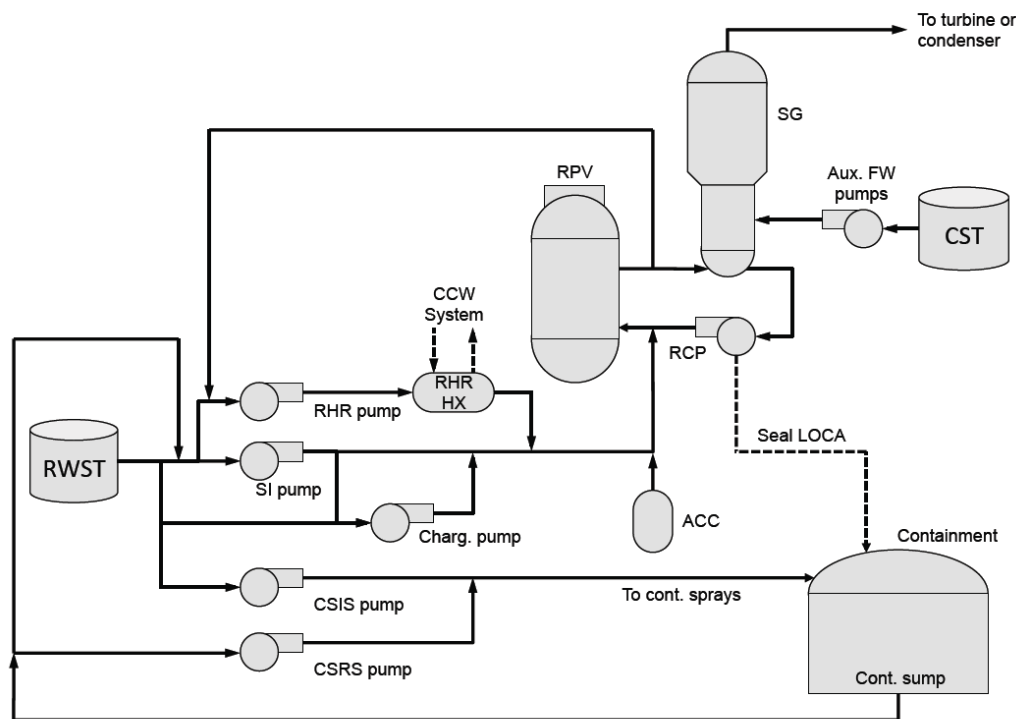 To turbine or
condenser
SG
RPV
Aux. FW
pumps
CST
CCW
System
RCP
RHR
HX
RHR pump
Seal LOCA
RWST
SI pump
ACC
Charg. pump
Containment
CSIS pump
To cont. sprays
CSRS pump
Cont. sump